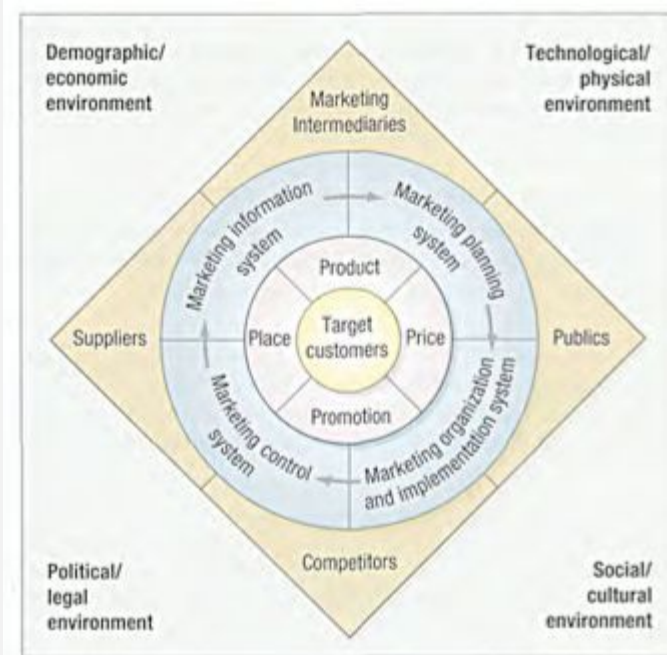 Demographic/
economic
environment
Technological/
physical
environment
Marketing
Intermediaries
Marketing information
system
Marketing planning
system
Product
Suppliers
Place
Target
customers
Price
Publics
Promotion
Marketing control
system
Marketing organization
and implementation system
Competitors
Political/
legal
environment
Social/
cultural
environment